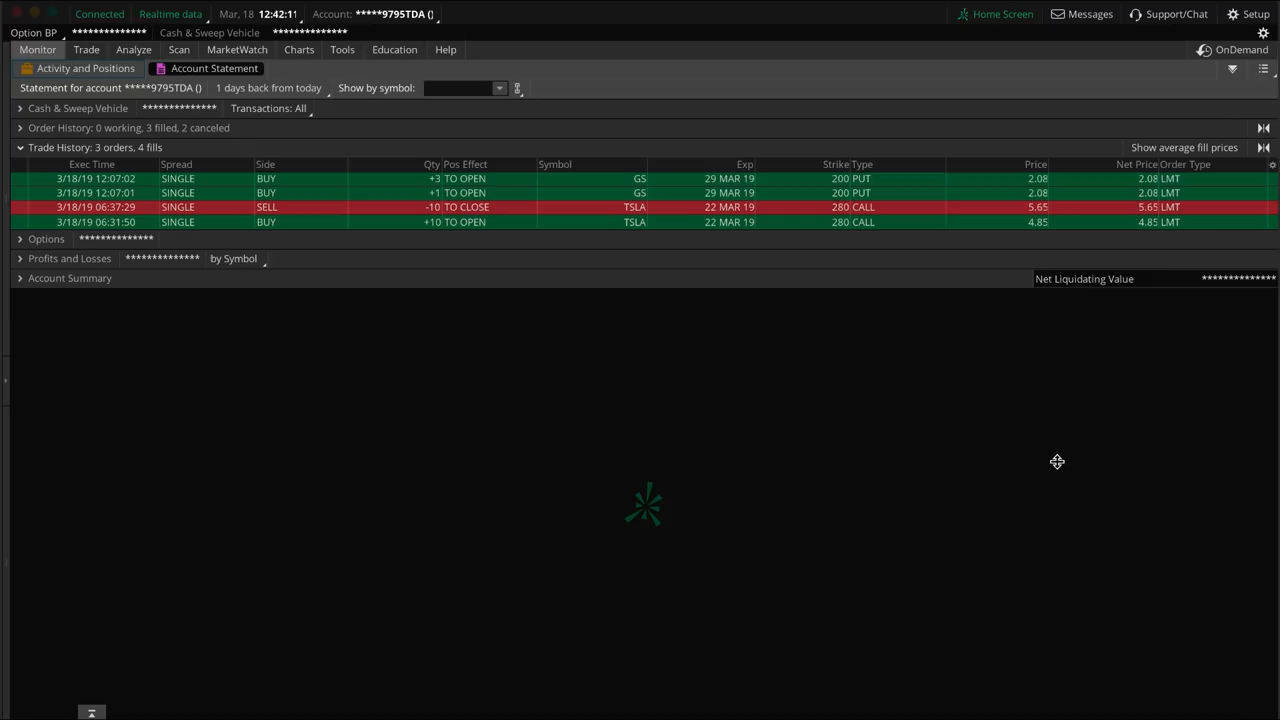 Connected Realtime data Mar, 18 12:42:11 Account: *****9795TDA () Home Screen Messages Support/Chat Setup
Option BP ************** Cash & Sweep Vehicle **************
Monitor Trade Analyze Scan MarketWatch Charts Tools Education Help OnDemand
Activity and Positions Account Statement
Statement for account *****9795TDA () 1 days back from today Show by symbol:
Cash & Sweep Vehicle ************** Transactions: All
Order History: 0 working, 3 filled, 2 canceled
Trade History: 3 orders, 4 fills Show average fill prices
Exec Time Spread Side Qty Pos Effect Symbol Exp Strike Type Price Net Price Order Type
3/18/19 12:07:02 SINGLE BUY +3 TO OPEN GS 29 MAR 19 200 PUT 2.08 2.08 LMT
3/18/19 12:07:01 SINGLE BUY +1 TO OPEN GS 29 MAR 19 200 PUT 2.08 2.08 LMT
3/18/19 06:37:29 SINGLE SELL -10 TO CLOSE TSLA 22 MAR 19 280 CALL 5.65 5.65 LMT
3/18/19 06:31:50 SINGLE BUY +10 TO OPEN TSLA 22 MAR 19 280 CALL 4.85 4.85 LMT
Options **************
Profits and Losses ************** by Symbol
Account Summary Net Liquidating Value **************